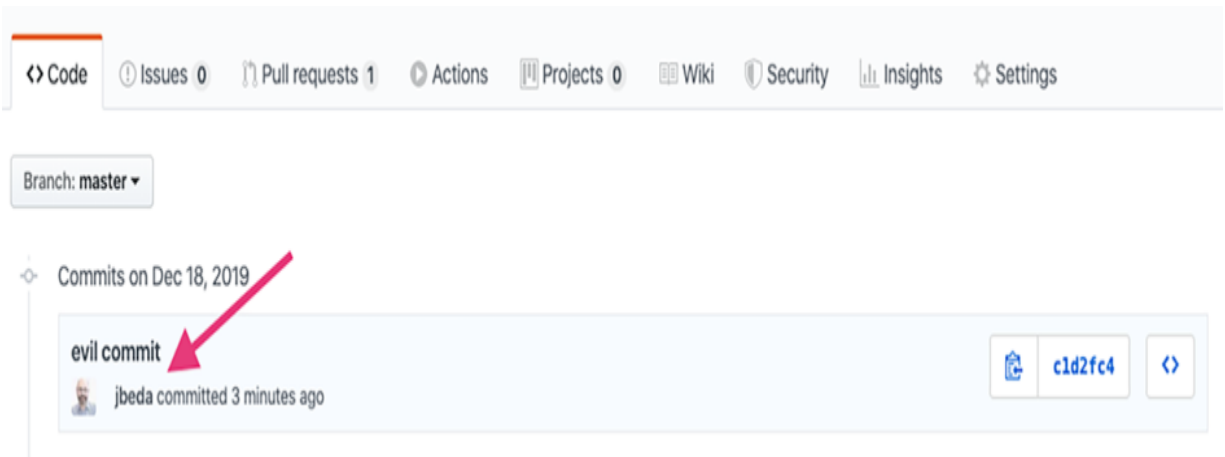 Code Issues 0 Pull requests 1 Actions Projects 0 Wiki Security Insights Settings
Branch: master
Commits on Dec 18, 2019
evil commit
jbeda committed 3 minutes ago
c1d2fc4